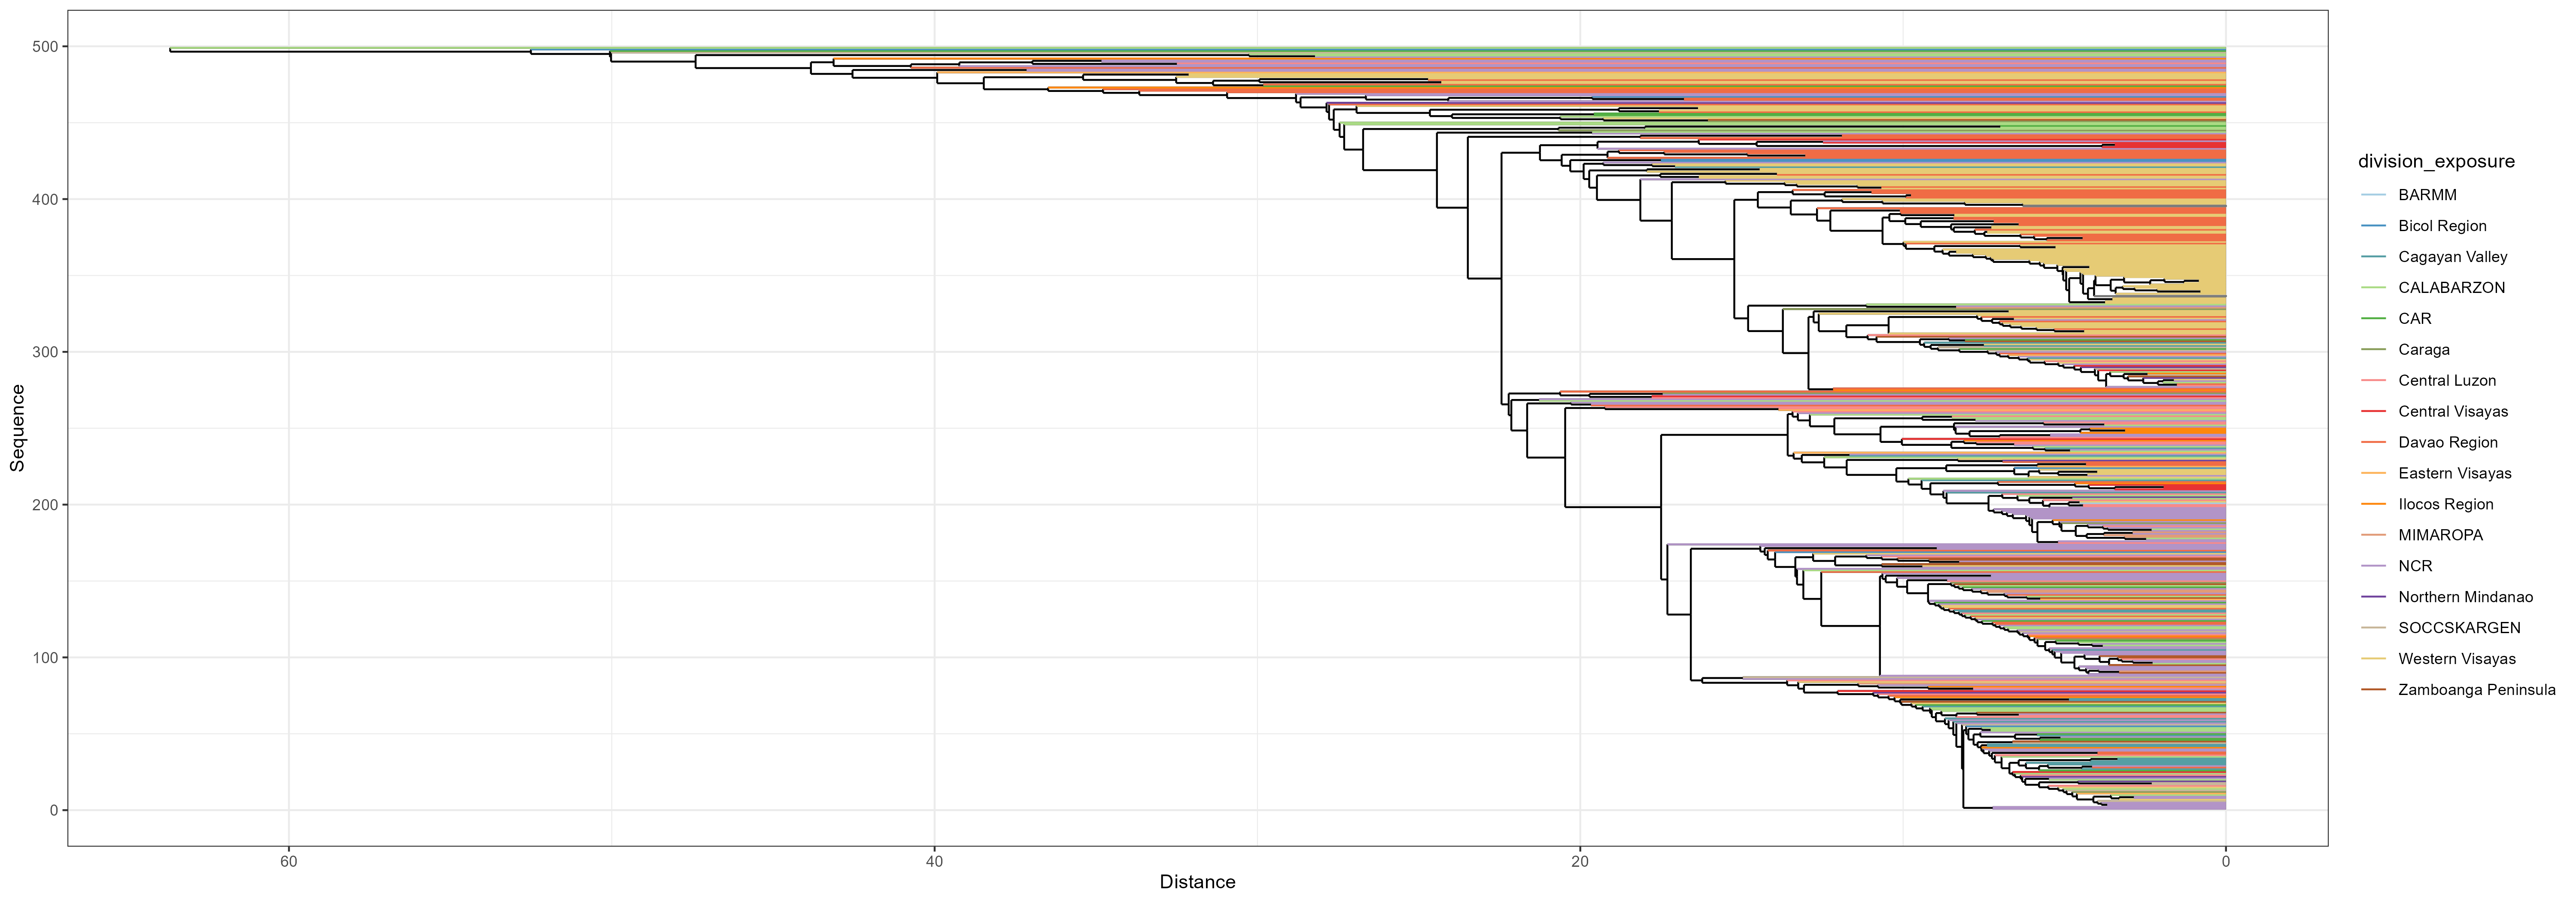 500
400
300
200
100
0
Sequence
60
40
20
0
Distance
division_exposure
BARMM
Bicol Region
Cagayan Valley
CALABARZON
CAR
Caraga
Central Luzon
Central Visayas
Davao Region
Eastern Visayas
Ilocos Region
MIMAROPA
NCR
Northern Mindanao
SOCCSKARGEN
Western Visayas
Zamboanga Peninsula